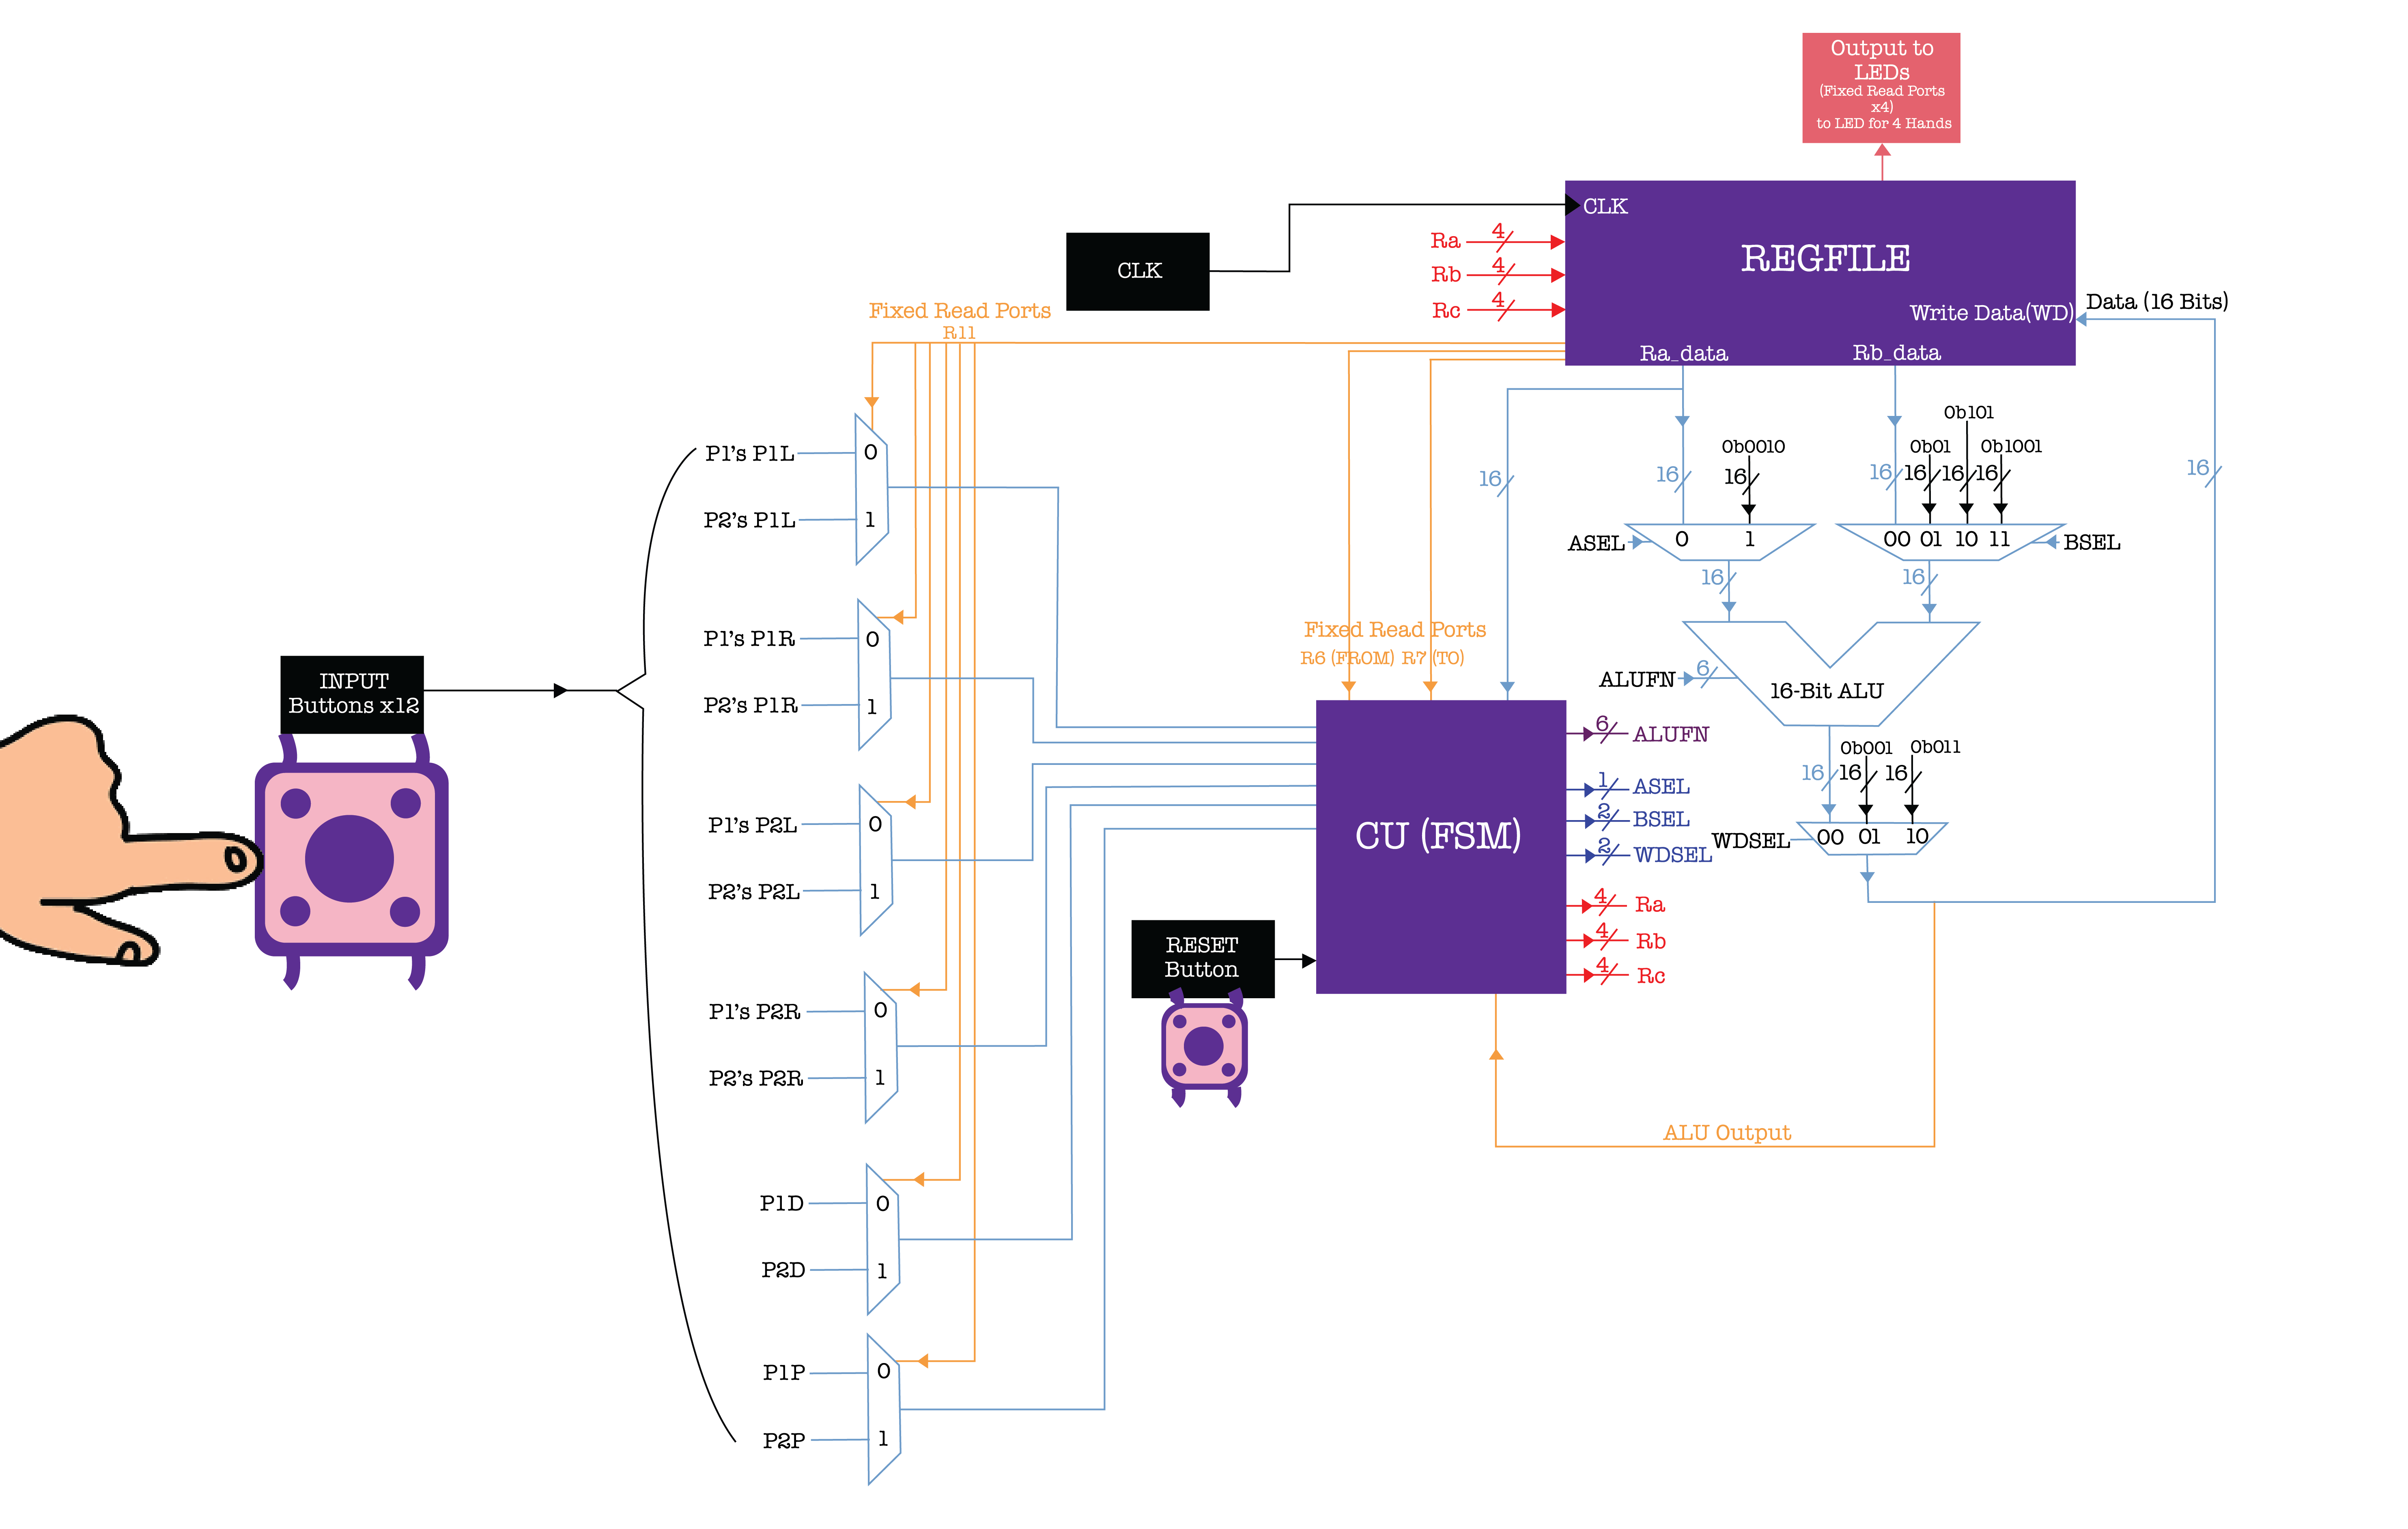 Output to
LEDs
(Fixed Read Ports
x4)
to LED for 4 Hands
CLK
REGFILE
Ra 4
Rb 4
Rc 4
CLK
Write Data(WD)
Data (16 Bits)
Ra_data
Rb_data
Fixed Read Ports
R11
P1's P1L
0
P2's P1L
1
P1's P1R
0
P2's P1R
1
P1's P2L
0
P2's P2L
1
P1's P2R
0
P2's P2R
1
P1D
0
P2D
1
P1P
0
P2P
1
INPUT
Buttons x12
16
16
0b0010
16
16
0b01
16
0b101
16
0b1001
16
16
ASEL
0 1
00 01 10 11
BSEL
16
16
Fixed Read Ports
R6 (FROM) R7 (TO)
ALUFN
6
16-Bit ALU
CU (FSM)
6 ALUFN
1 ASEL
2 BSEL
2 WDSEL
4 Ra
4 Rb
4 Rc
16
0b001
16
0b011
16
WDSEL
00 01 10
RESET
Button
ALU Output